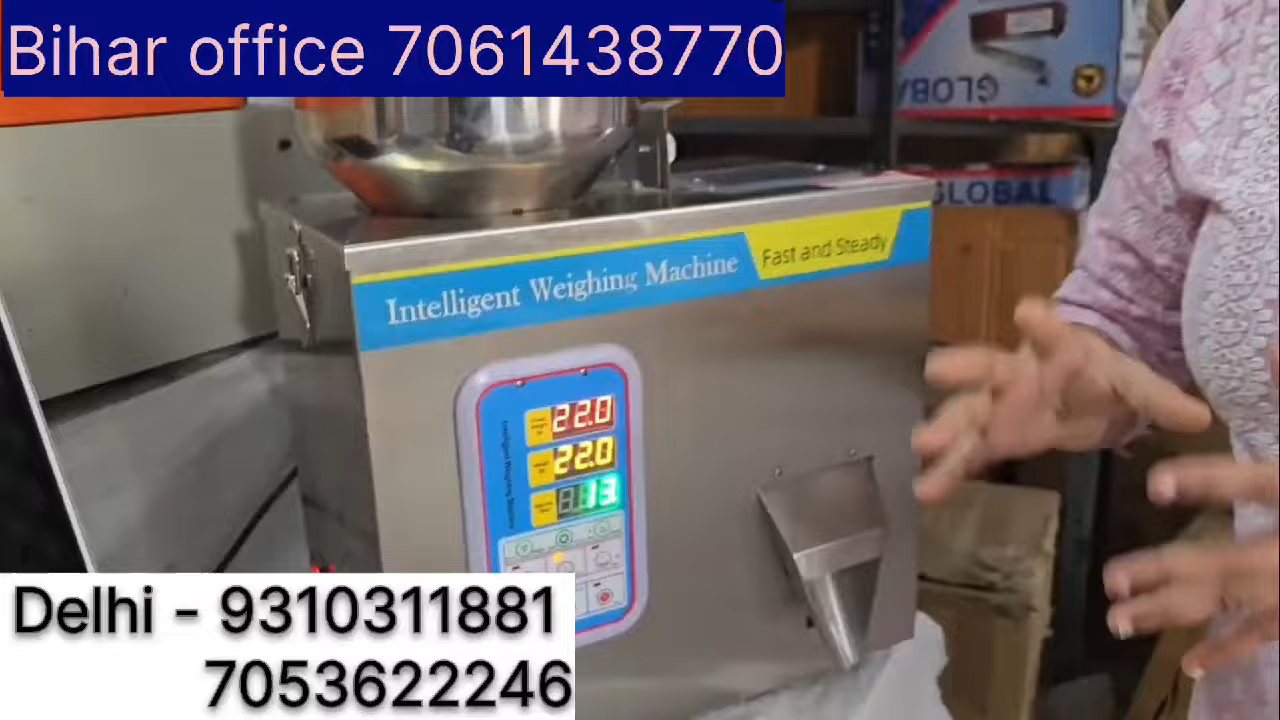 Bihar office 7061438770
GLOBAL
GLOBAL
Intelligent Weighing Machine
Fast and Steady
22.0
22.0
13.
Delhi - 9310311881
7053622246